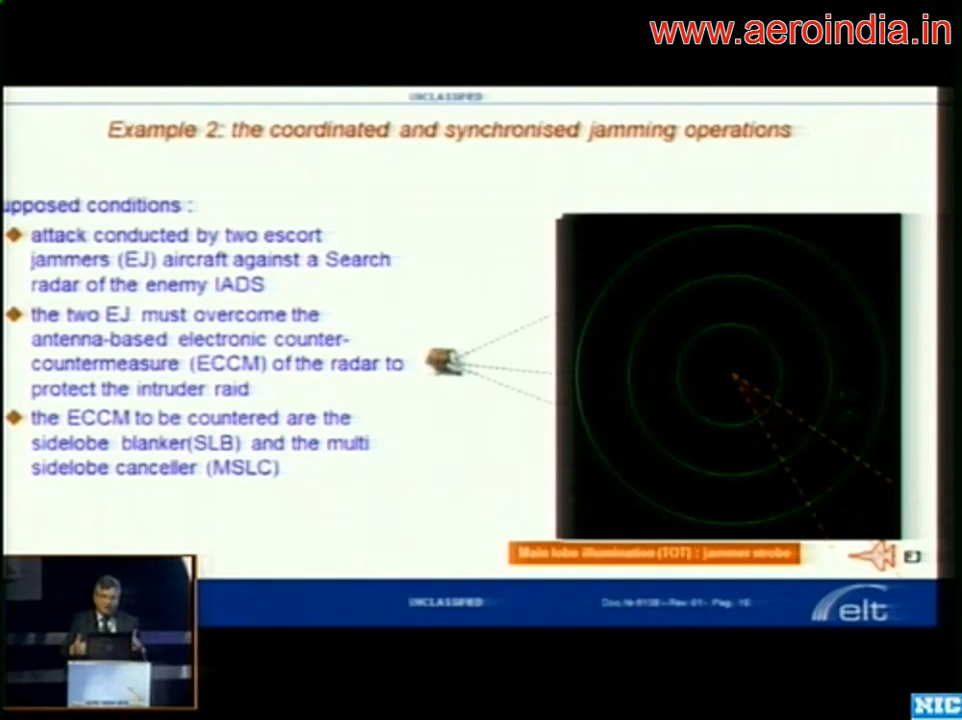 www.aeroindia.in
UNCLASSIFIED
Example 2: the coordinated and synchronised jamming operations
upposed conditions :
attack conducted by two escort
jammers (EJ) aircraft against a Search
radar of the enemy IADS
the two EJ must overcome the
antenna-based electronic counter-
countermeasure (ECCM) of the radar to
protect the intruder raid
the ECCM to be countered are the
sidelobe blanker(SLB) and the multi
sidelobe canceller (MSLC)
Main lobe illumination (TOT) : jammer strobe
EJ
UNCLASSIFIED
elt
NIC